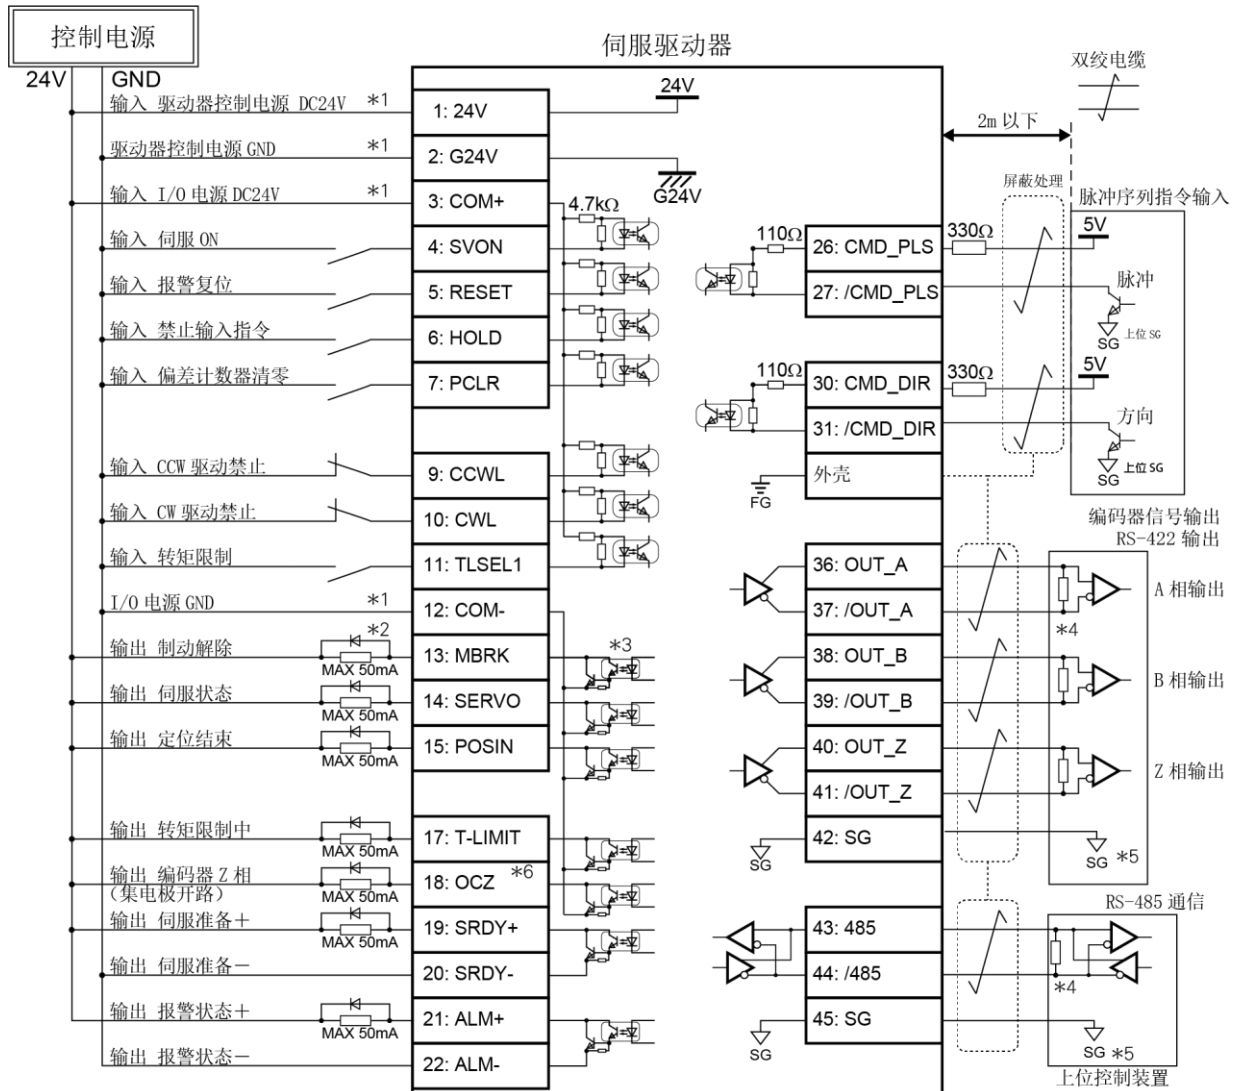 控制电源
伺服驱动器
双绞电缆
24V
GND
24V
输入 驱动器控制电源 DC24V *1
1: 24V
2m 以下
驱动器控制电源 GND *1
2: G24V
G24V
输入 I/O 电源 DC24V *1
3: COM+
4.7kΩ
屏蔽处理
脉冲序列指令输入
输入 伺服 ON
4: SVON
110Ω
26: CMD_PLS
330Ω
5V
输入 报警复位
5: RESET
27: /CMD_PLS
脉冲
输入 禁止输入指令
6: HOLD
SG 上位 SG
输入 偏差计数器清零
7: PCLR
110Ω
30: CMD_DIR
330Ω
5V
31: /CMD_DIR
方向
输入 CCW 驱动禁止
9: CCWL
外壳
FG
SG 上位 SG
输入 CW 驱动禁止
10: CWL
编码器信号输出
RS-422 输出
输入 转矩限制
11: TLSEL1
36: OUT_A
A 相输出
I/O 电源 GND *1
12: COM-
37: /OUT_A
*4
输出 制动解除
*2
MAX 50mA
13: MBRK
*3
38: OUT_B
B 相输出
输出 伺服状态
MAX 50mA
14: SERVO
39: /OUT_B
输出 定位结束
MAX 50mA
15: POSIN
40: OUT_Z
Z 相输出
41: /OUT_Z
输出 转矩限制中
MAX 50mA
17: T-LIMIT
42: SG
SG
SG *5
输出 编码器 Z 相
(集电极开路)
MAX 50mA
18: OCZ *6
RS-485 通信
输出 伺服准备+
MAX 50mA
19: SRDY+
43: 485
输出 伺服准备-
20: SRDY-
44: /485
*4
输出 报警状态+
MAX 50mA
21: ALM+
45: SG
SG
SG *5
输出 报警状态-
22: ALM-
上位控制装置